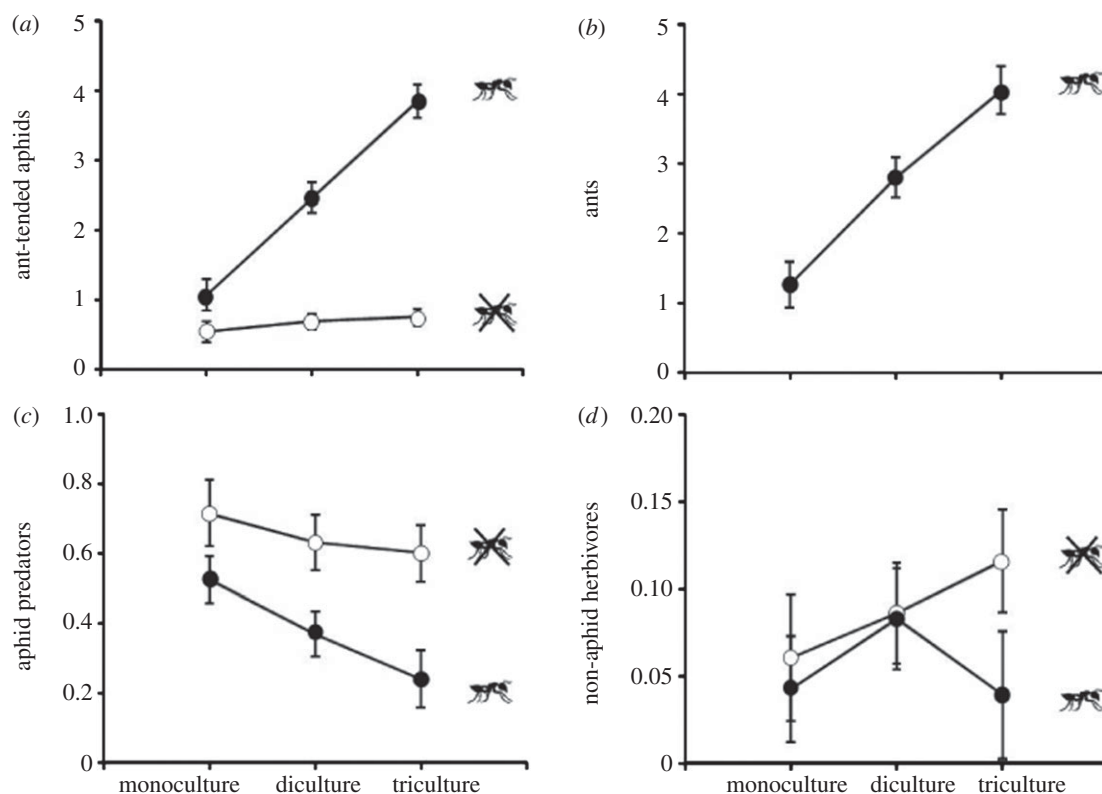 (a)
5
4
3
2
1
0
ant-tended aphids
(b)
5
4
3
2
1
0
ants
(c)
1.0
0.8
0.6
0.4
0.2
0
aphid predators
monoculture diculture triculture
(d)
0.20
0.15
0.10
0.05
0
non-aphid herbivores
monoculture diculture triculture